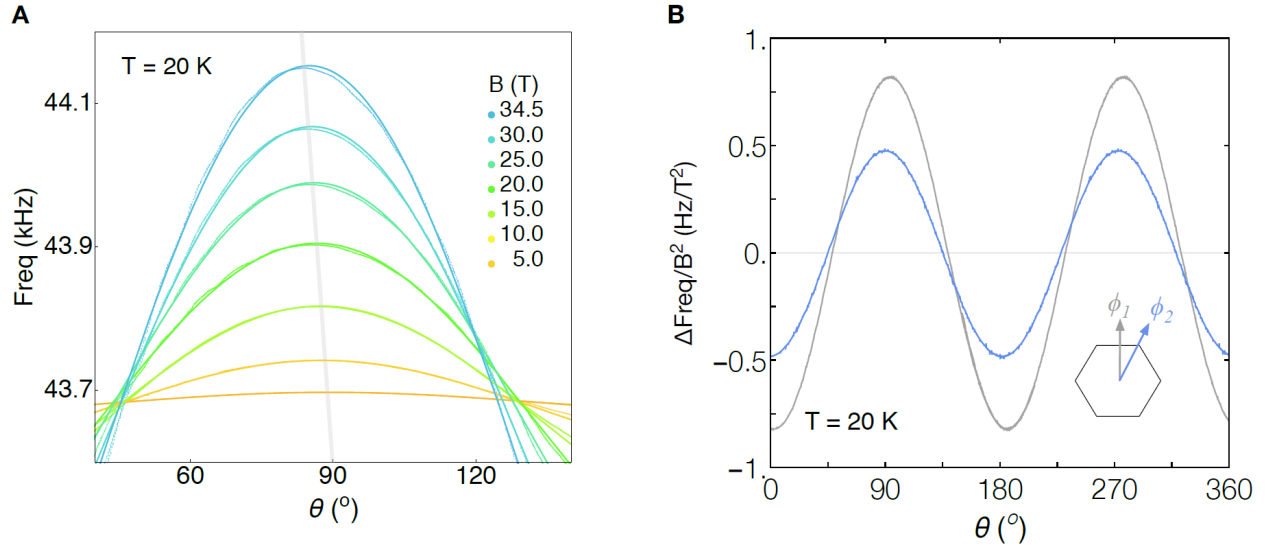 A
T = 20 K
B (T)
34.5
30.0
25.0
20.0
15.0
10.0
5.0
44.1
43.9
43.7
Freq (kHz)
60 90 120
θ (o)
B
1.
0.5
0.
−0.5
−1.
ΔFreq/B² (Hz/T²)
ϕ1
ϕ2
T = 20 K
0 90 180 270 360
θ (o)